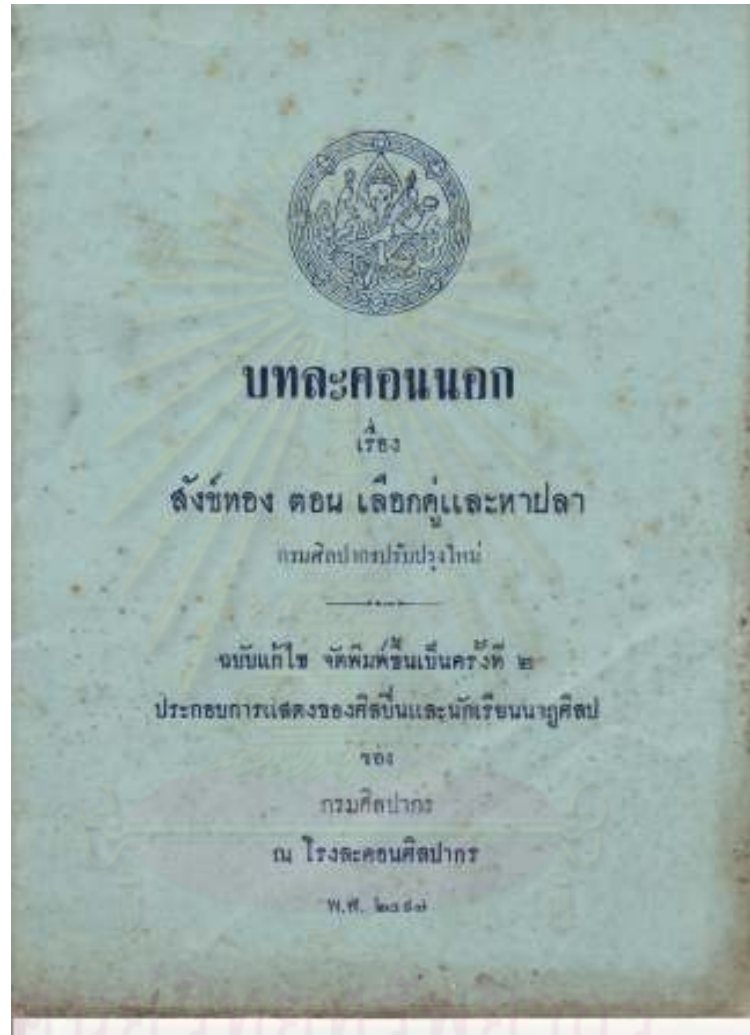 บทละคอนนอก
เรื่อง
สังข์ทอง ตอน เลือกคู่และหาปลา
กรมศิลปากรปรับปรุงใหม่
ฉบับแก้ไข จัดพิมพ์ขึ้นเป็นครั้งที่ ๒
ประกอบการแสดงของศิลปินและนักเรียนนาฏศิลป
ของ
กรมศิลปากร
ณ โรงละคอนศิลปากร
พ.ศ. ๒๔๙๗